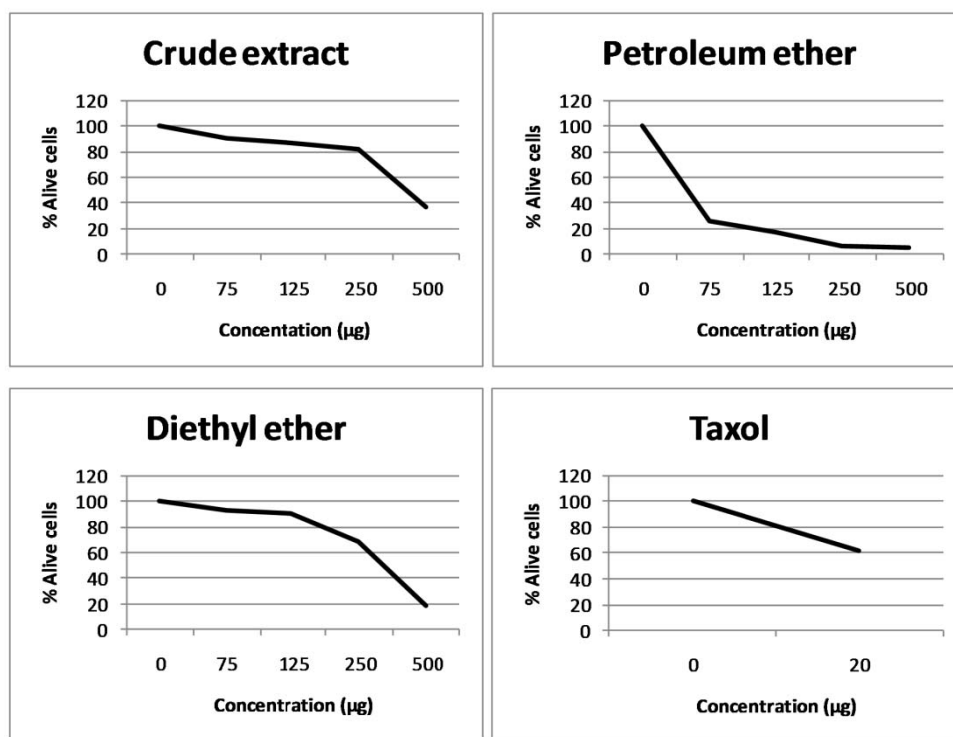 Crude extract
% Alive cells
120
100
80
60
40
20
0
0 75 125 250 500
Concentation (µg)
Petroleum ether
% Alive cells
120
100
80
60
40
20
0
0 75 125 250 500
Concentration (µg)
Diethyl ether
% Alive cells
120
100
80
60
40
20
0
0 75 125 250 500
Concentration (µg)
Taxol
% Alive cells
120
100
80
60
40
20
0
0 20
Concentration (µg)